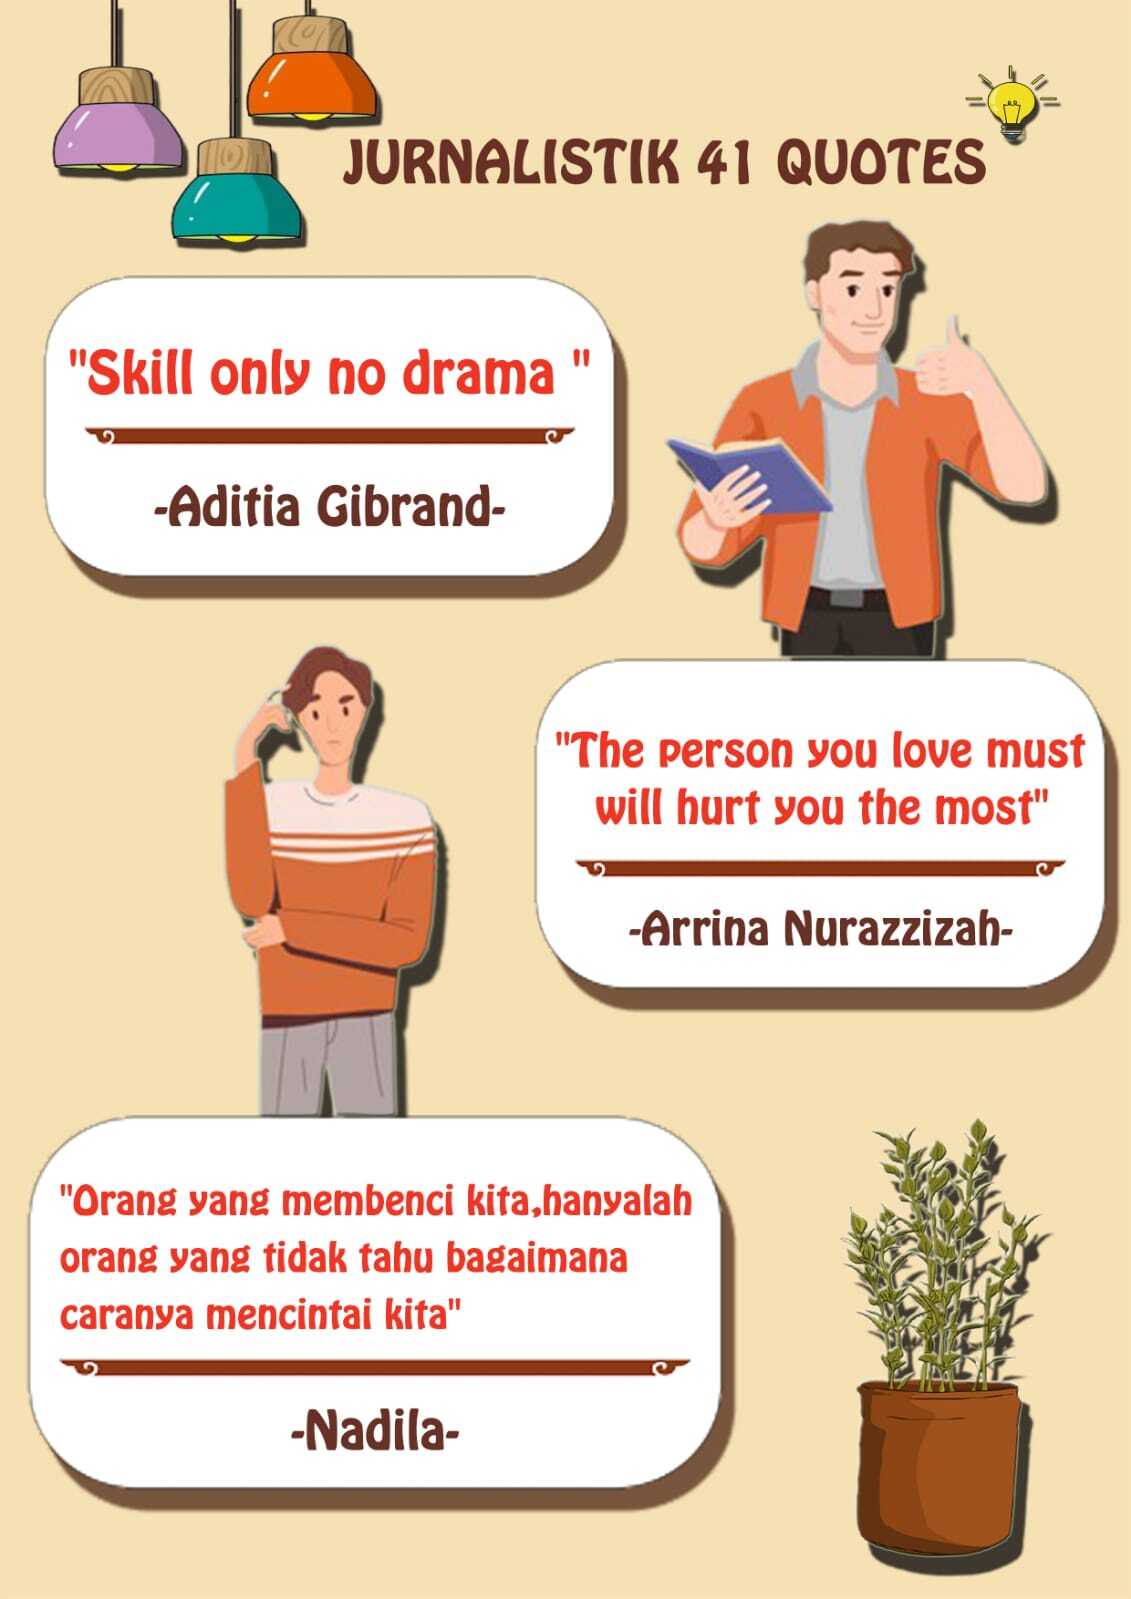 JURNALISTIK 41 QUOTES
"Skill only no drama "
-Aditia Gibrand-
"The person you love must
will hurt you the most"
-Arrina Nurazzizah-
"Orang yang membenci kita,hanyalah
orang yang tidak tahu bagaimana
caranya mencintai kita"
-Nadila-